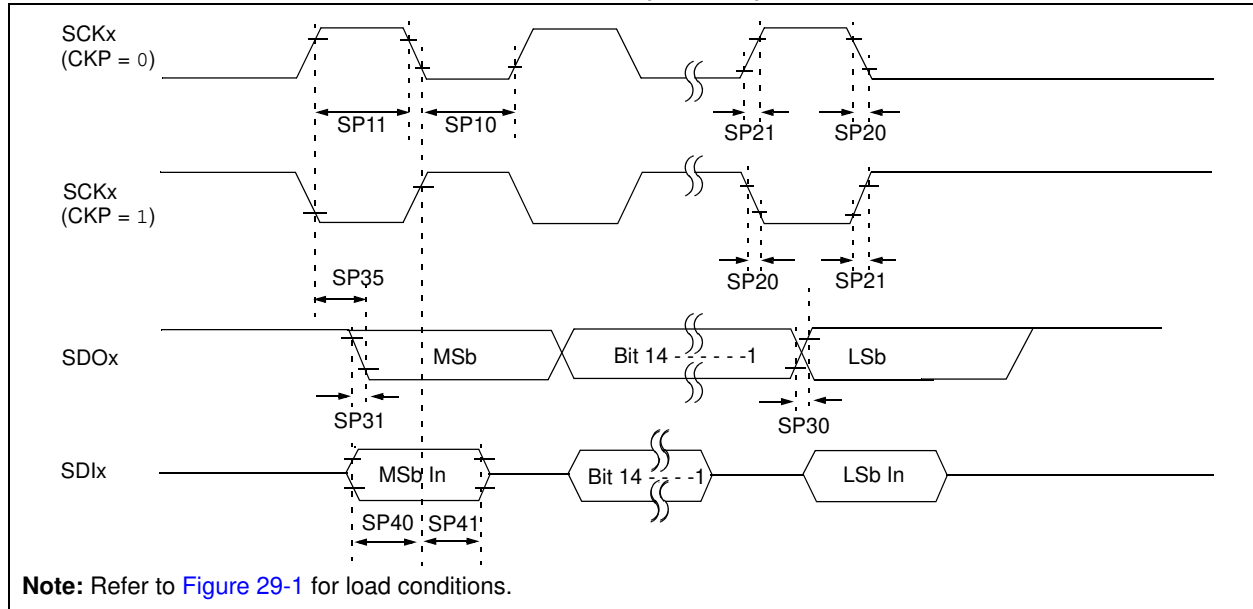 SCKx
(CKP = 0)
SP11
SP10
SP21
SP20
SCKx
(CKP = 1)
SP35
SP20
SP21
SDOx
MSb
Bit 14 - - - - - -1
LSb
SP31
SP30
SDIx
MSb In
Bit 14 - - - -1
LSb In
SP40
SP41
Note: Refer to Figure 29-1 for load conditions.